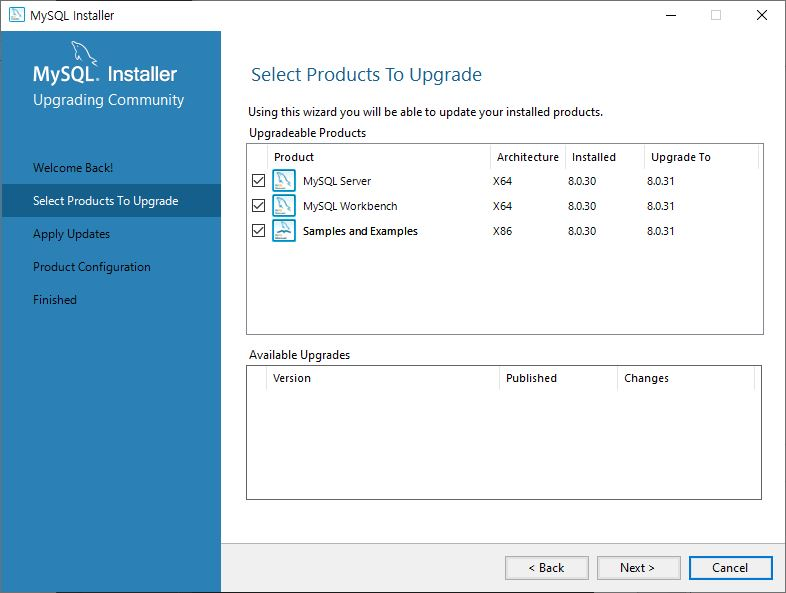 MySQL Installer
MySQL. Installer
Upgrading Community
Welcome Back!
Select Products To Upgrade
Apply Updates
Product Configuration
Finished
Select Products To Upgrade
Using this wizard you will be able to update your installed products.
Upgradeable Products
Product Architecture Installed Upgrade To
MySQL Server X64 8.0.30 8.0.31
MySQL Workbench X64 8.0.30 8.0.31
Samples and Examples X86 8.0.30 8.0.31
Available Upgrades
Version Published Changes
< Back Next > Cancel